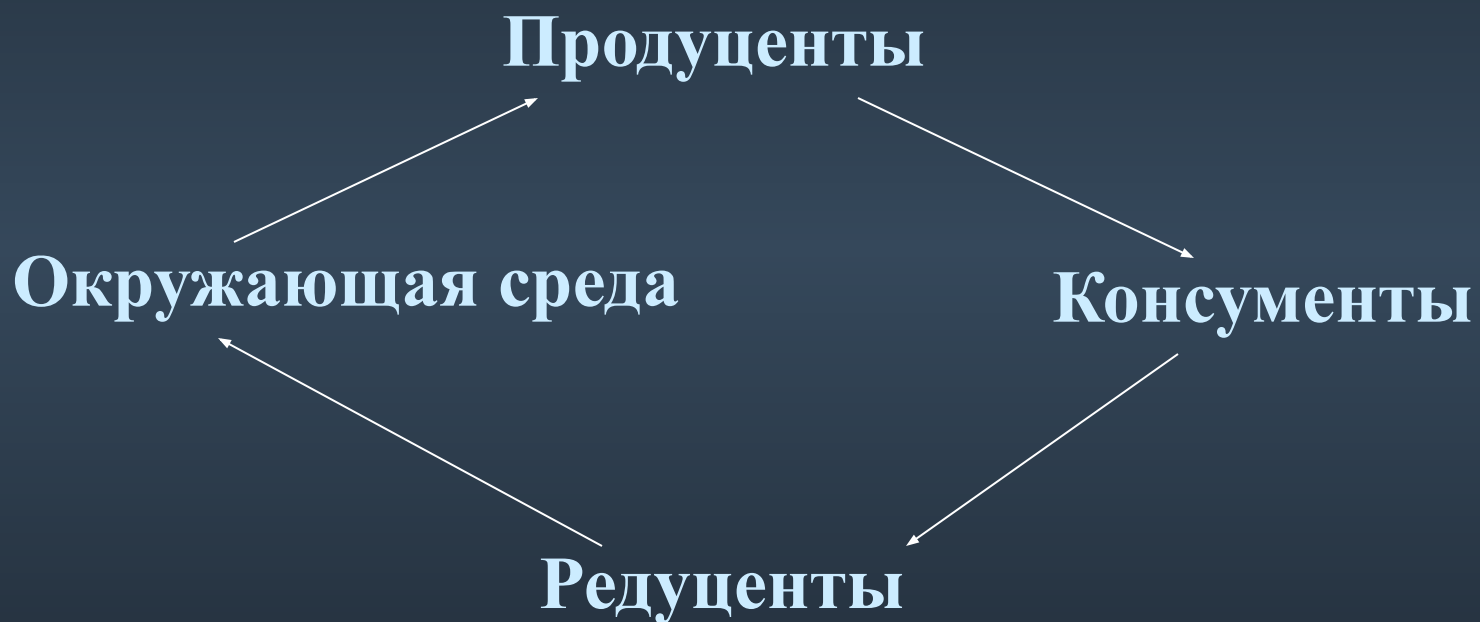 Продуценты
Окружающая среда
Консументы
Редуценты